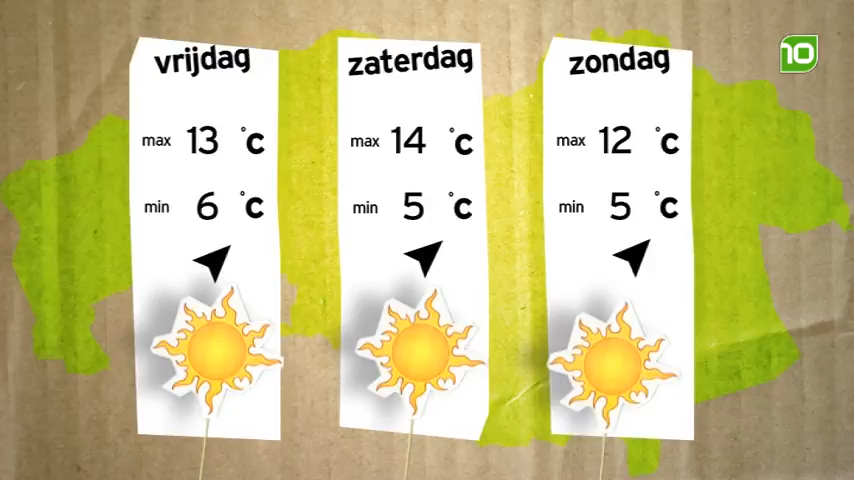 vrijdag
max 13 °c
min 6 °c
zaterdag
max 14 °c
min 5 °c
zondag
max 12 °c
min 5 °c
10